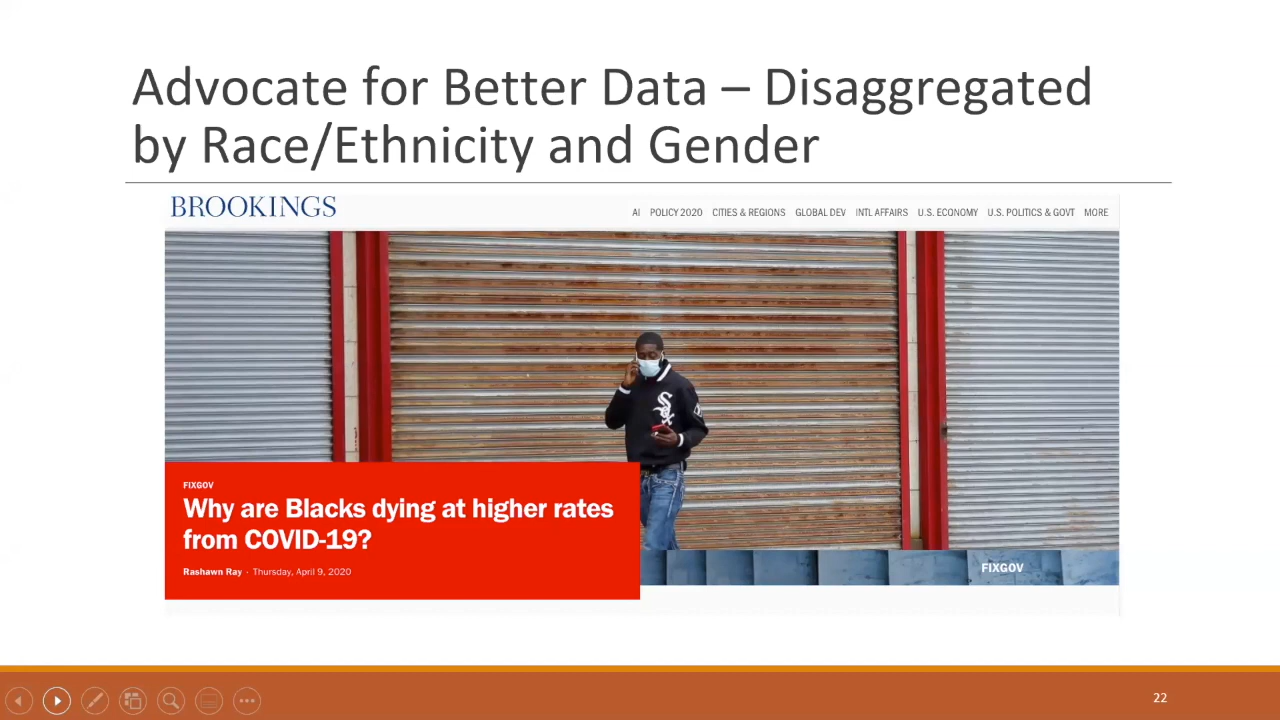 Advocate for Better Data – Disaggregated
by Race/Ethnicity and Gender
BROOKINGS
AI POLICY 2020 CITIES & REGIONS GLOBAL DEV INTL AFFAIRS U.S. ECONOMY U.S. POLITICS & GOVT MORE
FIXGOV
Why are Blacks dying at higher rates
from COVID-19?
Rashawn Ray · Thursday, April 9, 2020
FIXGOV
22